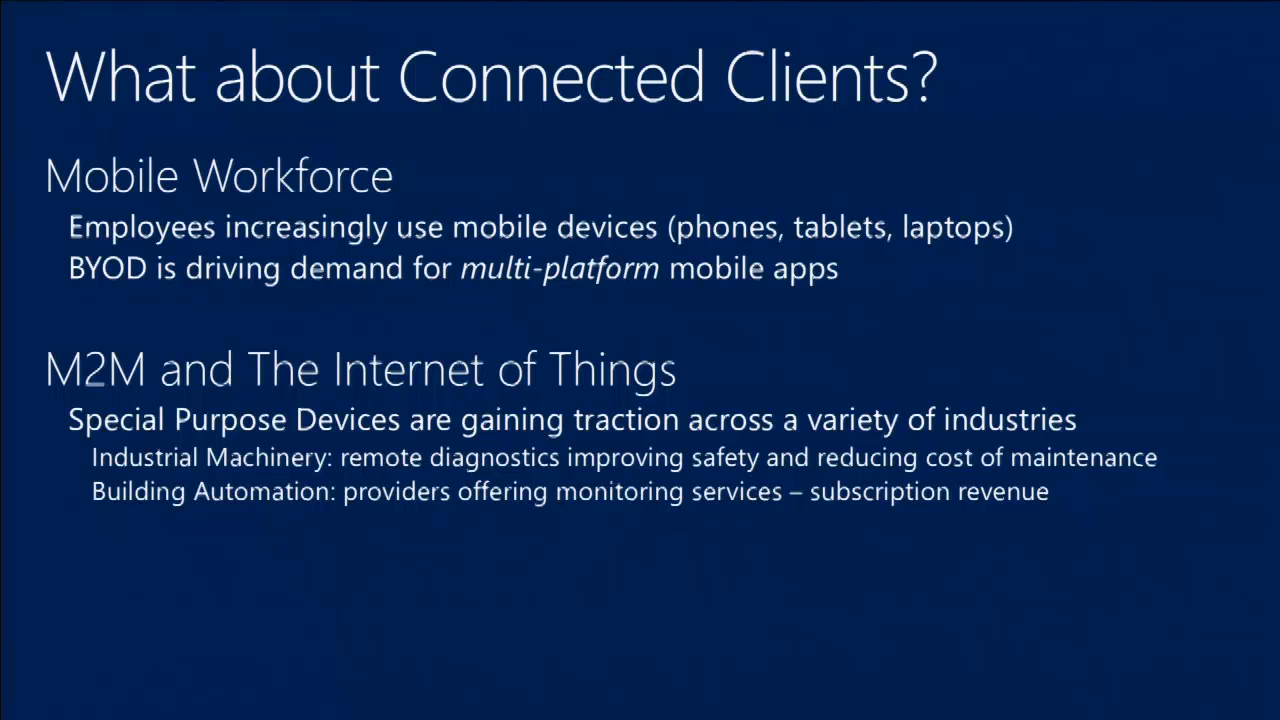 What about Connected Clients?
Mobile Workforce
Employees increasingly use mobile devices (phones, tablets, laptops)
BYOD is driving demand for multi-platform mobile apps
M2M and The Internet of Things
Special Purpose Devices are gaining traction across a variety of industries
Industrial Machinery: remote diagnostics improving safety and reducing cost of maintenance
Building Automation: providers offering monitoring services – subscription revenue